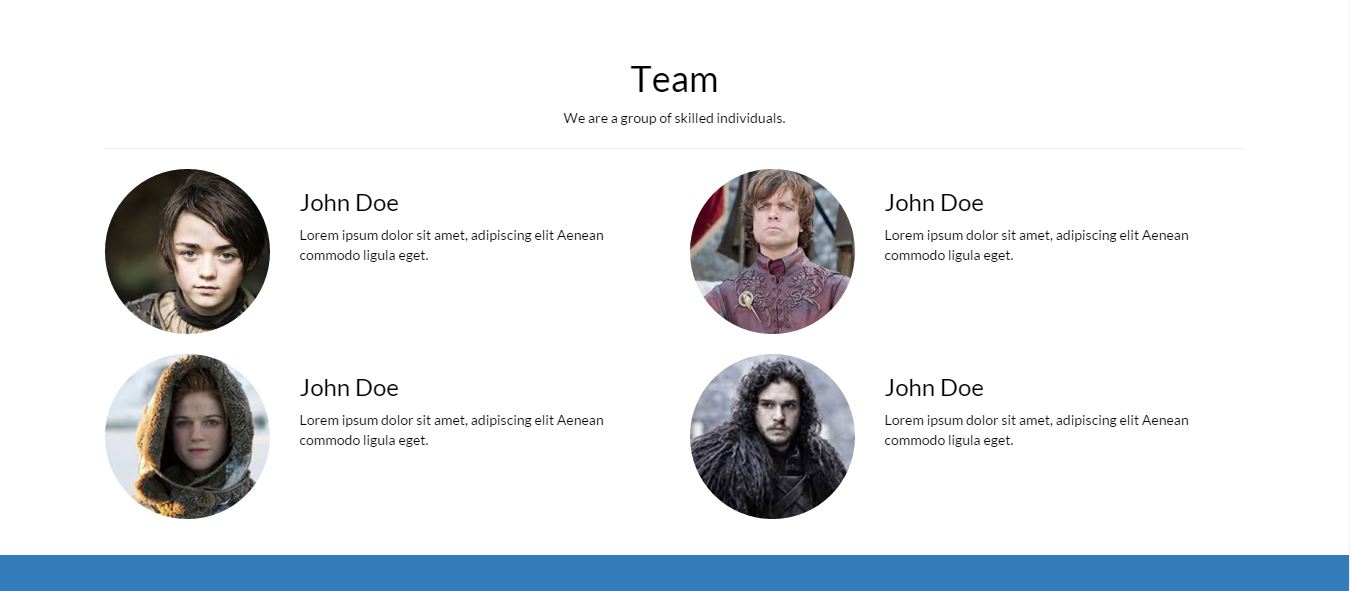 Team
We are a group of skilled individuals.
John Doe
Lorem ipsum dolor sit amet, adipiscing elit Aenean
commodo ligula eget.
John Doe
Lorem ipsum dolor sit amet, adipiscing elit Aenean
commodo ligula eget.
John Doe
Lorem ipsum dolor sit amet, adipiscing elit Aenean
commodo ligula eget.
John Doe
Lorem ipsum dolor sit amet, adipiscing elit Aenean
commodo ligula eget.